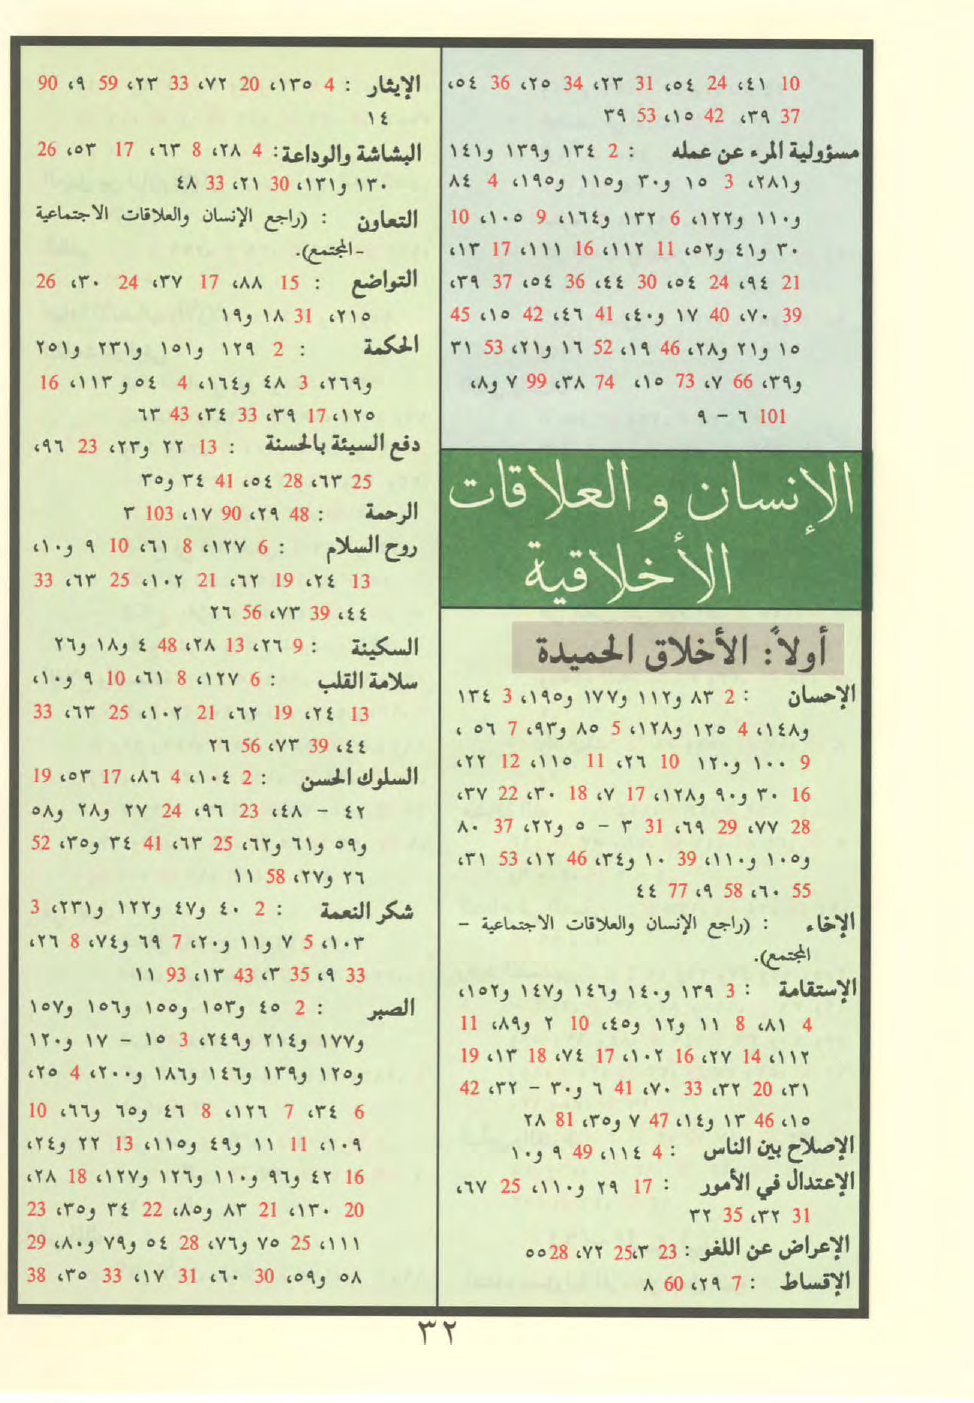 10 ٤١، 24 ٥٤، 31 ٢٣، 34 ٢٥، 36 ٥٤،
37 ٣٩، 42 ١٥، 53 ٣٩
مسؤولية المرء عن عمله : 2 ١٣٤ و١٣٩ و١٤١
و٢٨١، 3 ١٥ و٣٠ و١١٥ و١٩٥، 4 ٨٤
و١١٠ و١٢٢، 6 ١٣٢ و١٦٤، 9 ١٠٥، 10
٣٠ و٤١ و٥٢، 11 ١١٢، 16 ١١١، 17 ١٣،
21 ٩٤، 24 ٥٤، 30 ٤٤، 36 ٥٤، 37 ٣٩،
39 ٧٠، 40 ١٧ و٤٠، 41 ٤٦، 42 ١٥، 45
١٥ و٢١ و٢٨، 46 ١٩، 52 ١٦ و٢١، 53 ٣١
و٣٩، 66 ٧، 73 ١٥، 74 ٣٨، 99 ٧ و٨،
101 ٦ - ٩
الإنسان و العلاقات
الأخلاقية
أولاً: الأخلاق الحميدة
الإحسان : 2 ٨٣ و١١٢ و١٧٧ و١٩٥، 3 ١٣٤
و١٤٨، 4 ١٢٥ و١٢٨، 5 ٨٥ و٩٣، 7 ٥٦ ،
9 ١٠٠ و١٢٠ 10 ٢٦، 11 ١١٥، 12 ٢٢،
16 ٣٠ و٩٠ و١٢٨، 17 ٧، 18 ٣٠، 22 ٣٧،
28 ٧٧، 29 ٦٩، 31 ٣ - ٥ و٢٢، 37 ٨٠
و١٠٥ و١١٠، 39 ١٠ و٣٤، 46 ١٢، 53 ٣١،
55 ٦٠، 58 ٩، 77 ٤٤
الإخاء : (راجع الإنسان والعلاقات الاجتماعية -
المجتمع).
الإستقامة : 3 ١٣٩ و١٤٠ و١٤٦ و١٤٧ و١٥٢،
4 ٨١، 8 ١١ و١٢ و٤٥، 10 ٢ و٨٩، 11
١١٢، 14 ٢٧، 16 ١٠٢، 17 ٧٤، 18 ١٣، 19
٣١، 20 ٣٢، 33 ٧٠، 41 ٦ و٣٠ - ٣٢، 42
١٥، 46 ١٣ و١٤، 47 ٧ و٣٥، 81 ٢٨
الإصلاح بين الناس : 4 ١١٤، 49 ٩ و١٠
الإعتدال في الأمور : 17 ٢٩ و١١٠، 25 ٦٧،
31 ٣٢، 35 ٣٢
الإعراض عن اللغو : 23 ٣، 25 ٧٢، 28 ٥٥
الإقساط : 7 ٢٩، 60 ٨
الإيثار : 4 ١٣٥، 20 ٧٢، 33 ٢٣، 59 ٩، 90
١٤
البشاشة والوداعة: 4 ٢٨، 8 ٦٣، 17 ٥٣، 26
١٣٠ و١٣١، 30 ٢١، 33 ٤٨
التعاون : (راجع الإنسان والعلاقات الاجتماعية
-المجتمع).
التواضع : 15 ٨٨، 17 ٣٧، 24 ٣٠، 26
٢١٥، 31 ١٨ و١٩
الحكمة : 2 ١٢٩ و١٥١ و٢٣١ و٢٥١
و٢٦٩، 3 ٤٨ و١٦٤، 4 ٥٤ و١١٣، 16
١٢٥، 17 ٣٩، 33 ٣٤، 43 ٦٣
دفع السيئة بالحسنة : 13 ٢٢ و٢٣، 23 ٩٦،
25 ٦٣، 28 ٥٤، 41 ٣٤ و٣٥
الرحمة : 48 ٢٩، 90 ١٧، 103 ٣
روح السلام : 6 ١٢٧، 8 ٦١، 10 ٩ و١٠،
13 ٢٤، 19 ٦٢، 21 ١٠٢، 25 ٦٣، 33
٤٤، 39 ٧٣، 56 ٢٦
السكينة : 9 ٢٦، 13 ٢٨، 48 ٤ و١٨ و٢٦
سلامة القلب : 6 ١٢٧، 8 ٦١، 10 ٩ و١٠،
13 ٢٤، 19 ٦٢، 21 ١٠٢، 25 ٦٣، 33
٤٤، 39 ٧٣، 56 ٢٦
السلوك الحسن : 2 ١٠٤، 4 ٨٦، 17 ٥٣، 19
٤٢ - ٤٨، 23 ٩٦، 24 ٢٧ و٢٨ و٥٨
و٥٩ و٦١ و٦٢، 25 ٦٣، 41 ٣٤ و٣٥، 52
٢٦ و٢٧، 58 ١١
شكر النعمة : 2 ٤٠ و٤٧ و١٢٢ و٢٣١، 3
١٠٣، 5 ٧ و١١ و٢٠، 7 ٦٩ و٧٤، 8 ٢٦،
33 ٩، 35 ٣، 43 ١٣، 93 ١١
الصبر : 2 ٤٥ و١٥٣ و١٥٥ و١٥٦ و١٥٧
و١٧٧ و٢١٤ و٢٤٩، 3 ١٥ - ١٧ و١٢٠
و١٢٥ و١٣٩ و١٤٦ و١٨٦ و٢٠٠، 4 ٢٥،
6 ٣٤، 7 ١٢٦، 8 ٤٦ و٦٥ و٦٦، 10
١٠٩، 11 ١١ و٤٩ و١١٥، 13 ٢٢ و٢٤،
16 ٤٢ و٩٦ و١١٠ و١٢٦ و١٢٧، 18 ٢٨،
20 ١٣٠، 21 ٨٣ و٨٥، 22 ٣٤ و٣٥، 23
١١١، 25 ٧٥ و٧٦، 28 ٥٤ و٧٩ و٨٠، 29
٥٨ و٥٩، 30 ٦٠، 31 ١٧، 33 ٣٥، 38
٣٢